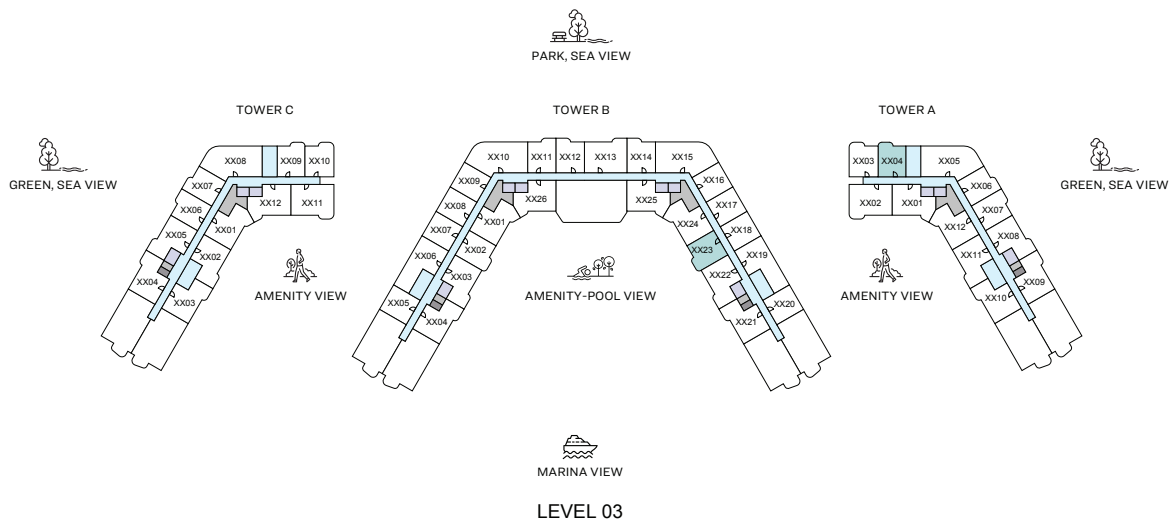 PARK, SEA VIEW
TOWER C
TOWER B
TOWER A
GREEN, SEA VIEW
GREEN, SEA VIEW
XX08
XX09
XX10
XX07
XX06
XX05
XX04
XX12
XX11
XX01
XX02
XX03
XX10
XX11
XX12
XX13
XX14
XX15
XX09
XX08
XX07
XX06
XX05
XX26
XX01
XX02
XX03
XX04
XX25
XX16
XX17
XX18
XX19
XX20
XX24
XX23
XX22
XX21
XX03
XX04
XX05
XX02
XX01
XX06
XX07
XX08
XX09
XX12
XX11
XX10
AMENITY VIEW
AMENITY-POOL VIEW
AMENITY VIEW
MARINA VIEW
LEVEL 03